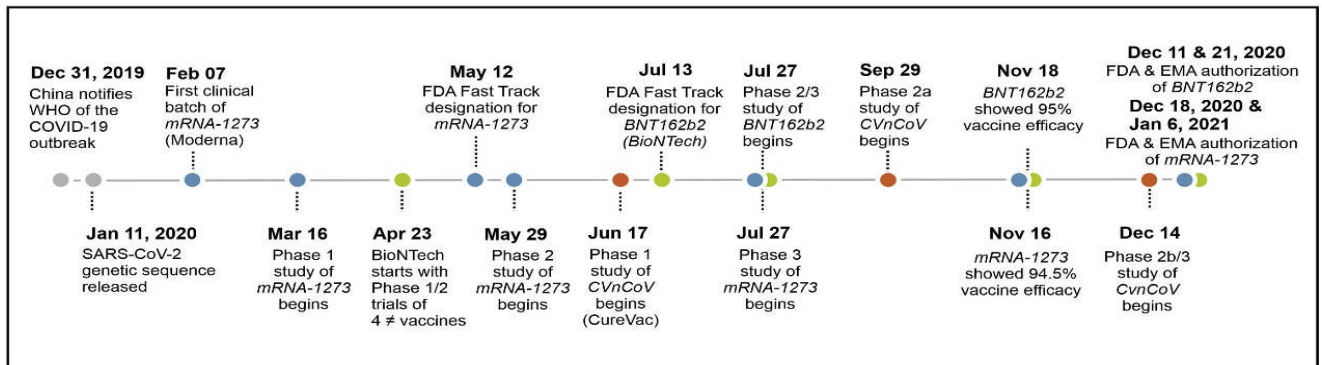 Dec 31, 2019
China notifies
WHO of the
COVID-19
outbreak
Feb 07
First clinical
batch of
mRNA-1273
(Moderna)
May 12
FDA Fast Track
designation for
mRNA-1273
Jul 13
FDA Fast Track
designation for
BNT162b2
(BioNTech)
Jul 27
Phase 2/3
study of
BNT162b2
begins
Sep 29
Phase 2a
study of
CVnCoV
begins
Nov 18
BNT162b2
showed 95%
vaccine efficacy
Dec 11 & 21, 2020
FDA & EMA authorization
of BNT162b2
Dec 18, 2020 &
Jan 6, 2021
FDA & EMA authorization
of mRNA-1273
Jan 11, 2020
SARS-CoV-2
genetic sequence
released
Mar 16
Phase 1
study of
mRNA-1273
begins
Apr 23
BioNTech
starts with
Phase 1/2
trials of
4 ≠ vaccines
May 29
Phase 2
study of
mRNA-1273
begins
Jun 17
Phase 1
study of
CVnCoV
begins
(CureVac)
Jul 27
Phase 3
study of
mRNA-1273
begins
Nov 16
mRNA-1273
showed 94.5%
vaccine efficacy
Dec 14
Phase 2b/3
study of
CvnCoV
begins